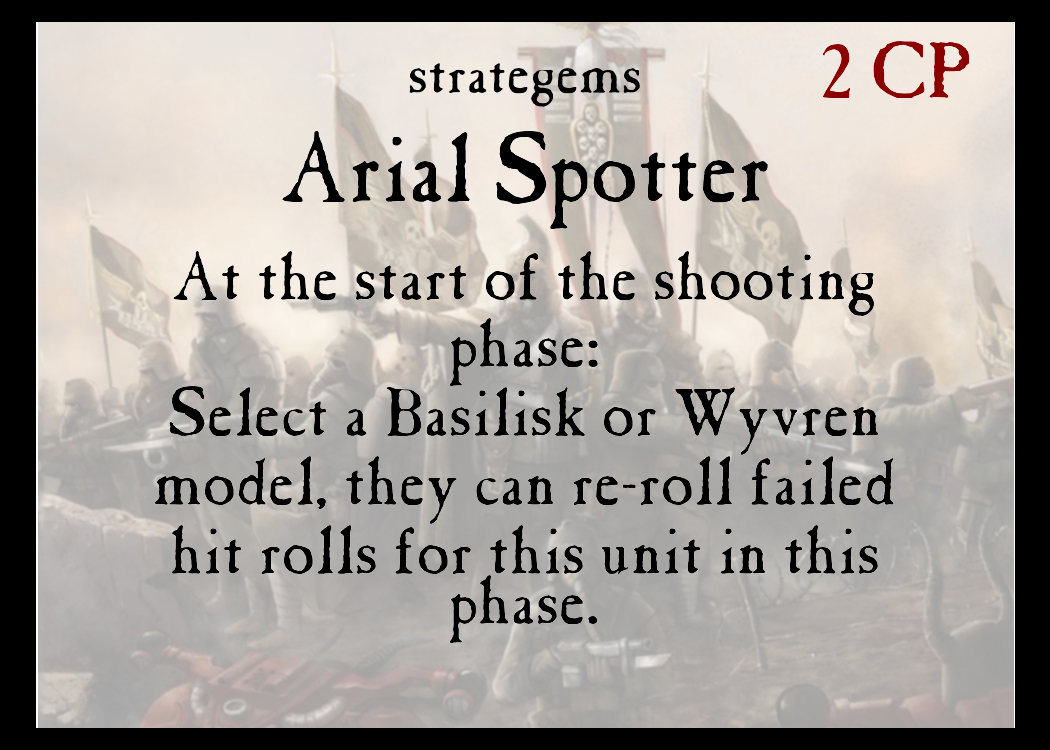 2 CP
strategems
Arial Spotter
At the start of the shooting
phase:
Select a Basilisk or Wyvren
model, they can re-roll failed
hit rolls for this unit in this
phase.